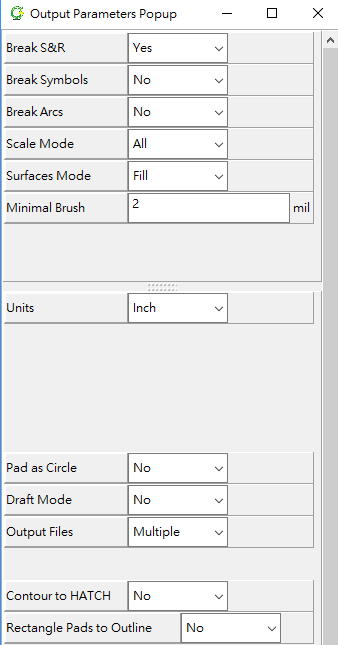 Output Parameters Popup
Break S&R Yes
Break Symbols No
Break Arcs No
Scale Mode All
Surfaces Mode Fill
Minimal Brush 2 mil
Units Inch
Pad as Circle No
Draft Mode No
Output Files Multiple
Contour to HATCH No
Rectangle Pads to Outline No